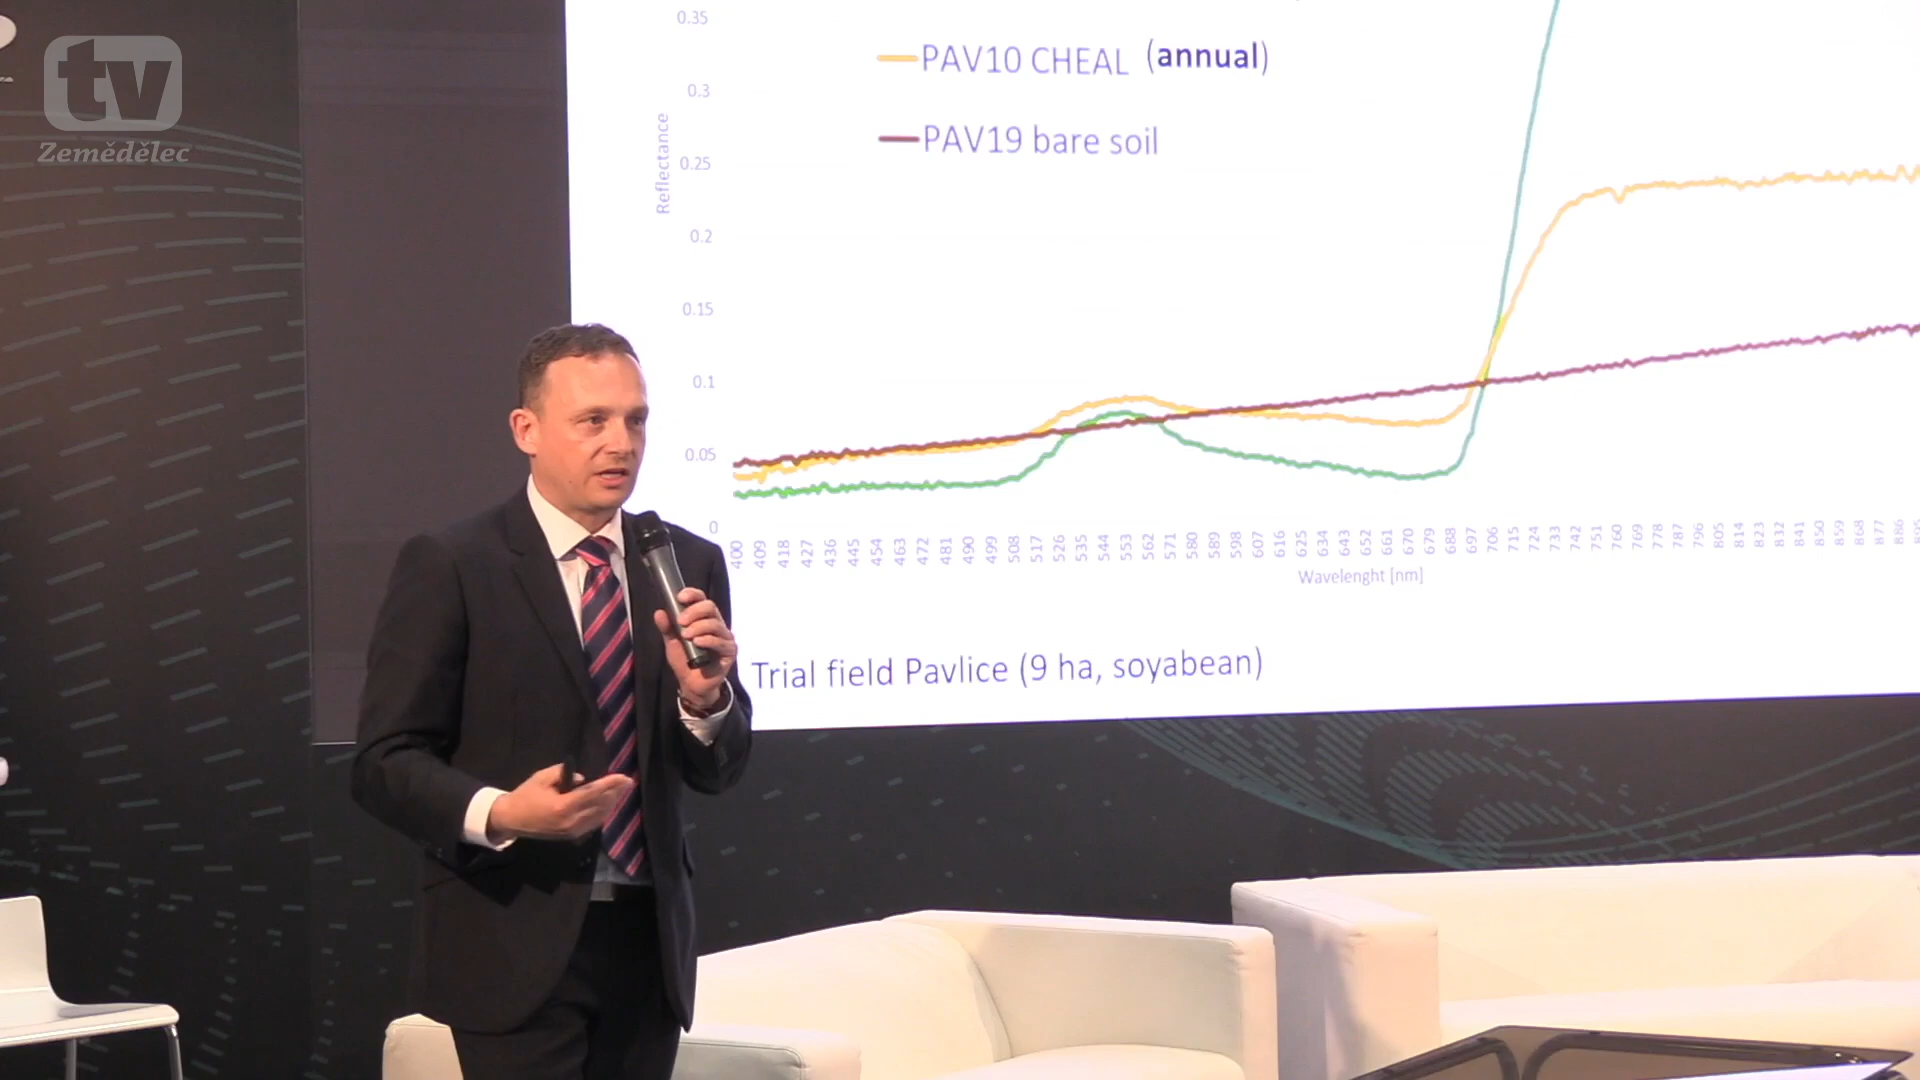 tv
Zemědělec
0.35
PAV10 CHEAL (annual)
0.3
PAV19 bare soil
0.25
Reflectance
0.2
0.15
0.1
0.05
0
400 409 418 427 436 445 454 463 472 481 490 499 508 517 526 535 544 553 562 571 580 589 598 607 616 625 634 643 652 661 670 679 688 697 706 715 724 733 742 751 760 769 778 787 796 805 814 823 832 841 850 859 868 877 886
Wavelenght [nm]
Trial field Pavlice (9 ha, soyabean)